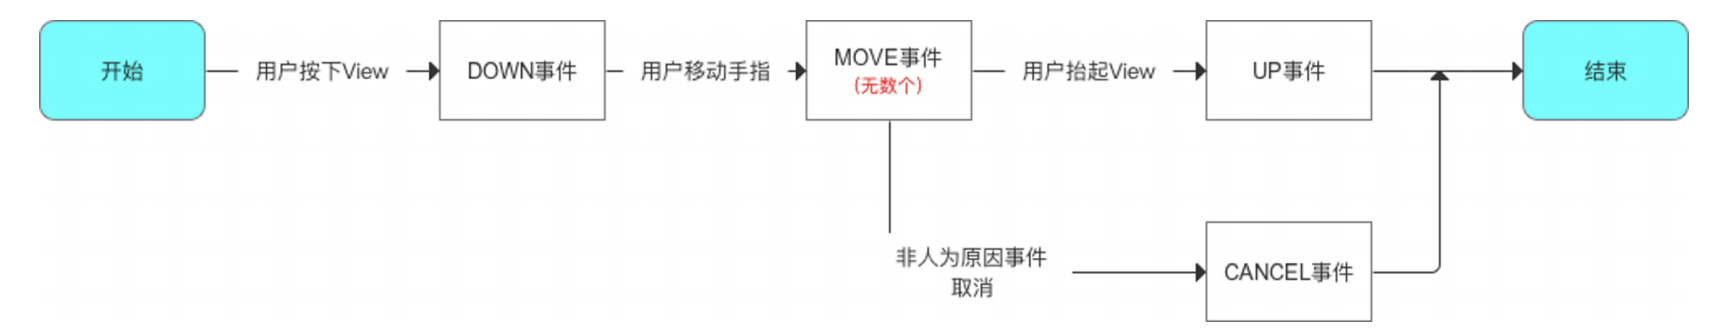 开始
用户按下View
DOWN事件
用户移动手指
MOVE事件
(无数个)
用户抬起View
UP事件
结束
非人为原因事件
取消
CANCEL事件